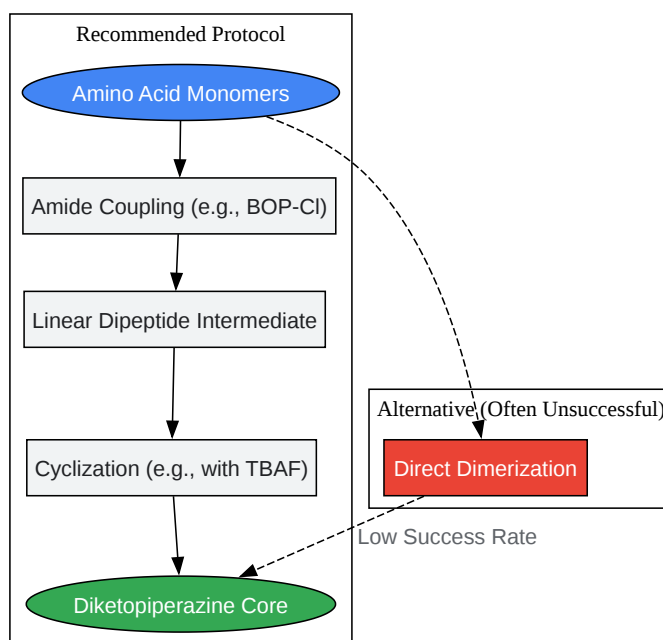 Recommended Protocol
Amino Acid Monomers
Amide Coupling (e.g., BOP-Cl)
Linear Dipeptide Intermediate
Alternative (Often Unsuccessful)
Cyclization (e.g., with TBAF)
Direct Dimerization
Low Success Rate
Diketopiperazine Core